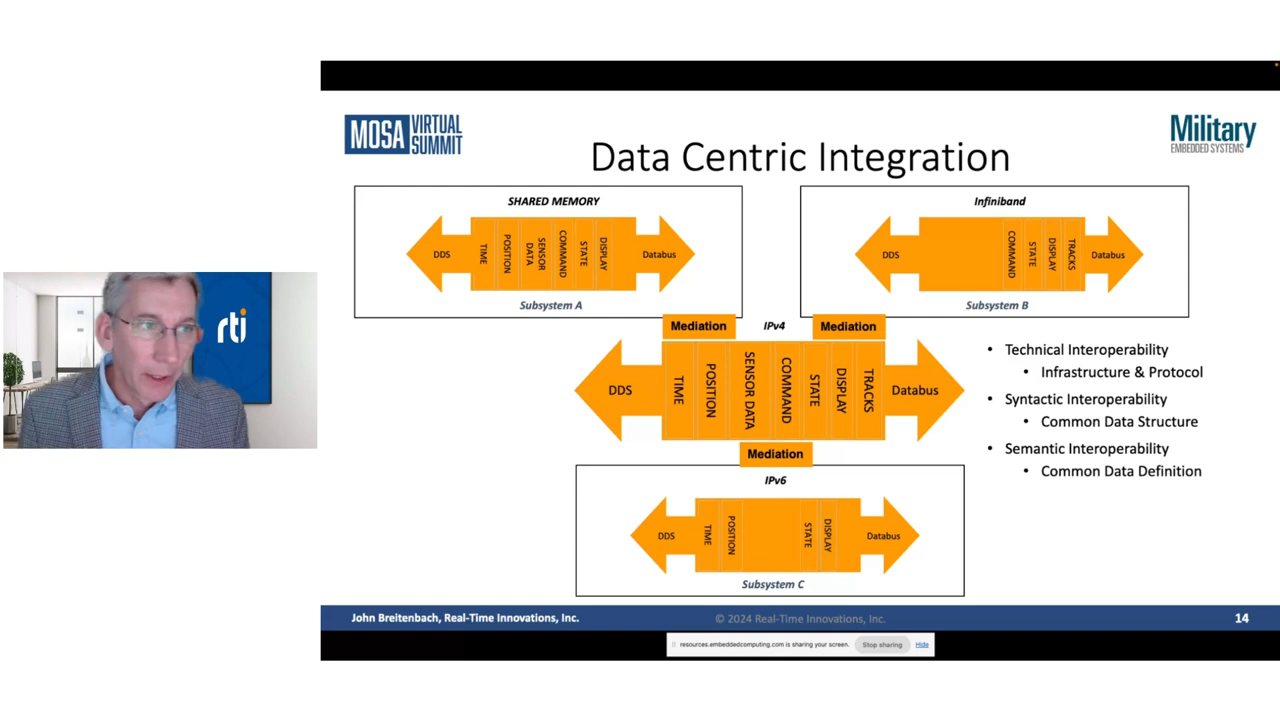 MOSA VIRTUAL SUMMIT
Military
EMBEDDED SYSTEMS
Data Centric Integration
SHARED MEMORY
DDS
TIME
POSITION
SENSOR DATA
COMMAND
STATE
DISPLAY
Databus
Subsystem A
Infiniband
DDS
COMMAND
STATE
DISPLAY
TRACKS
Databus
Subsystem B
rti
Mediation
IPv4
Mediation
DDS
TIME
POSITION
SENSOR DATA
COMMAND
STATE
DISPLAY
TRACKS
Databus
Mediation
• Technical Interoperability
• Infrastructure & Protocol
• Syntactic Interoperability
• Common Data Structure
• Semantic Interoperability
• Common Data Definition
IPv6
DDS
TIME
POSITION
STATE
DISPLAY
Databus
Subsystem C
John Breitenbach, Real-Time Innovations, Inc.
© 2024 Real-Time Innovations, Inc.
14
resources.embeddedcomputing.com is sharing your screen.
Stop sharing
Hide